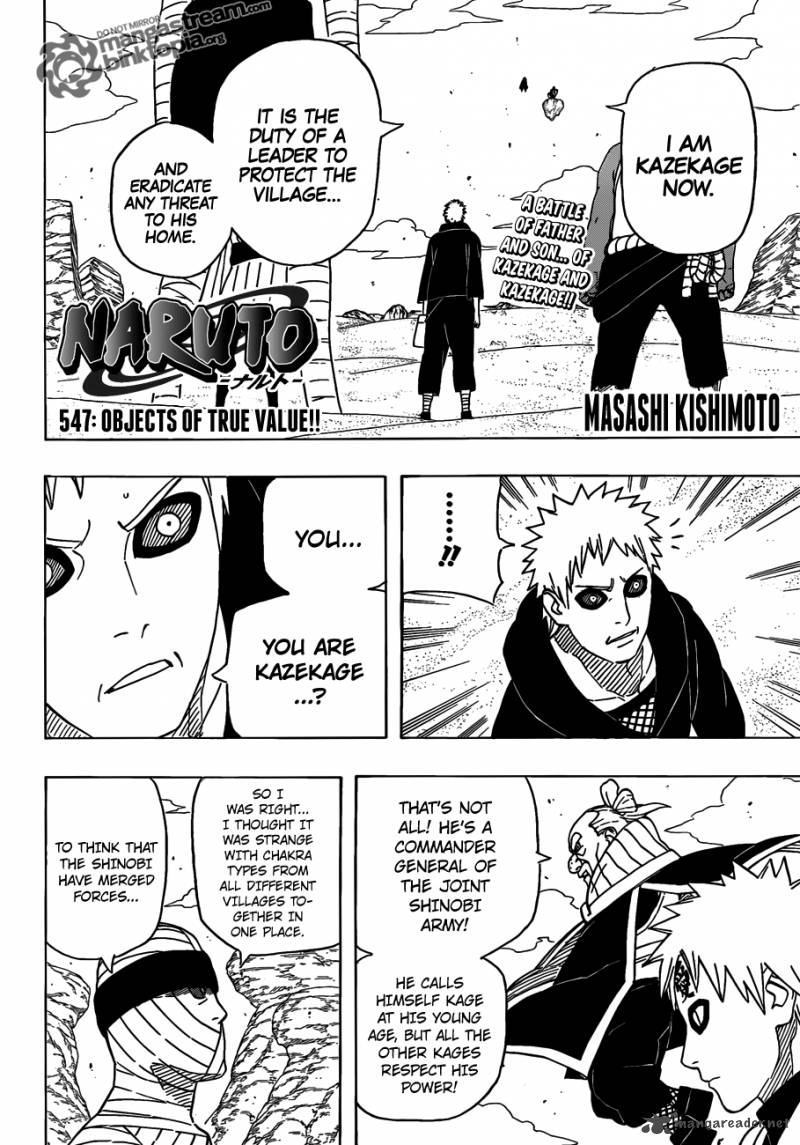 DO NOT MIRROR
mangastream.com
binktopia.org
I AM
KAZEKAGE
NOW.
IT IS THE
DUTY OF A
LEADER TO
PROTECT THE
VILLAGE...
AND
ERADICATE
ANY THREAT
TO HIS
HOME.
A BATTLE
OF FATHER
AND SON... OF
KAZEKAGE AND
KAZEKAGE!!
NARUTO
-ナルト-
547: OBJECTS OF TRUE VALUE!!
MASASHI KISHIMOTO
......!!
YOU...
YOU ARE
KAZEKAGE
...?
THAT'S NOT
ALL! HE'S A
COMMANDER
GENERAL OF
THE JOINT
SHINOBI
ARMY!
HE CALLS
HIMSELF KAGE
AT HIS YOUNG
AGE, BUT ALL THE
OTHER KAGES
RESPECT HIS
POWER!
SO I
WAS RIGHT...
I THOUGHT IT
WAS STRANGE
WITH CHAKRA
TYPES FROM
ALL DIFFERENT
VILLAGES TO-
GETHER IN
ONE PLACE.
TO THINK THAT
THE SHINOBI
HAVE MERGED
FORCES...
mangareader.net